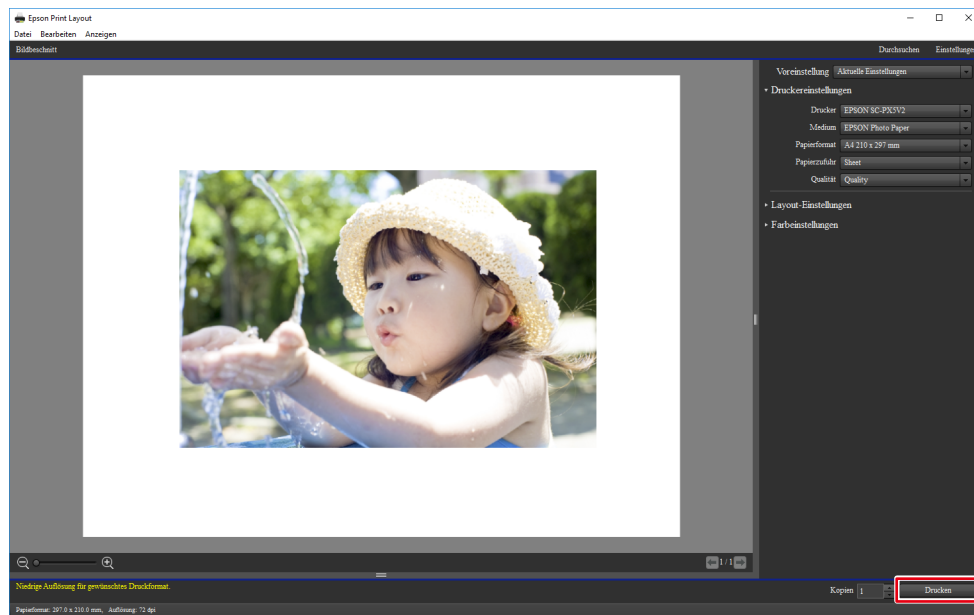 Epson Print Layout
Datei Bearbeiten Anzeigen
Bildbeschnitt Durchsuchen
Voreinstellung Aktuelle Einstellungen
Druckereinstellungen
Drucker EPSON SC-PX5V2
Medium EPSON Photo Paper
Papierformat A4 210 x 297 mm
Papierzufuhr Sheet
Qualität Quality
Layout-Einstellungen
Farbeinstellungen
1 / 1
Niedrige Auflösung für gewünschtes Druckformat.
Kopien 1 Drucken
Papierformat: 297.0 x 210.0 mm, Auflösung: 72 dpi